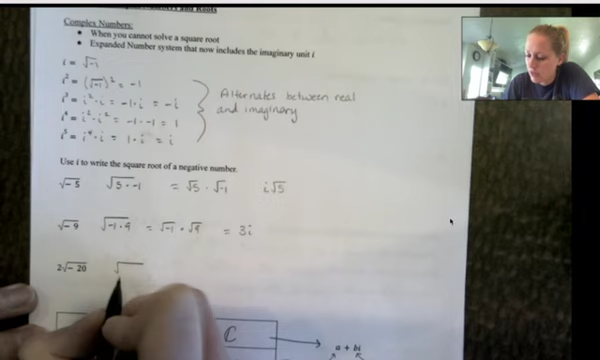 and Roots
Complex Numbers:
• When you cannot solve a square root
• Expanded Number system that now includes the imaginary unit i
i = √-1
i² = (√-1)² = -1
i³ = i²·i = -1·i = -i
i⁴ = i²·i² = -1·-1 = 1
i⁵ = i⁴·i = 1·i = i
Alternates between real
and imaginary
Use i to write the square root of a negative number.
√-5 √5·-1 = √5·√-1 i√5
√-9 √-1·9 = √-1·√9 = 3i
2√-20 √
ℂ
a + bi